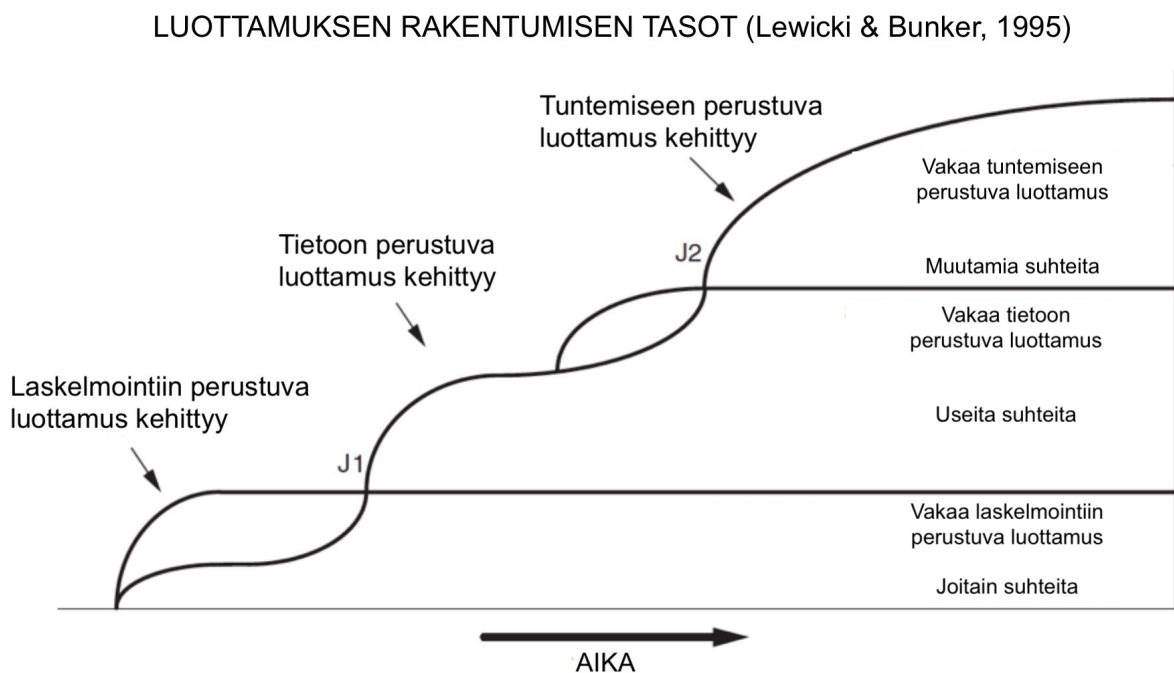 LUOTTAMUKSEN RAKENTUMISEN TASOT (Lewicki & Bunker, 1995)
Tuntemiseen perustuva
luottamus kehittyy
Vakaa tuntemiseen
perustuva luottamus
Tietoon perustuva
luottamus kehittyy
J2
Muutamia suhteita
Vakaa tietoon
perustuva luottamus
Laskelmointiin perustuva
luottamus kehittyy
Useita suhteita
J1
Vakaa laskelmointiin
perustuva luottamus
Joitain suhteita
AIKA